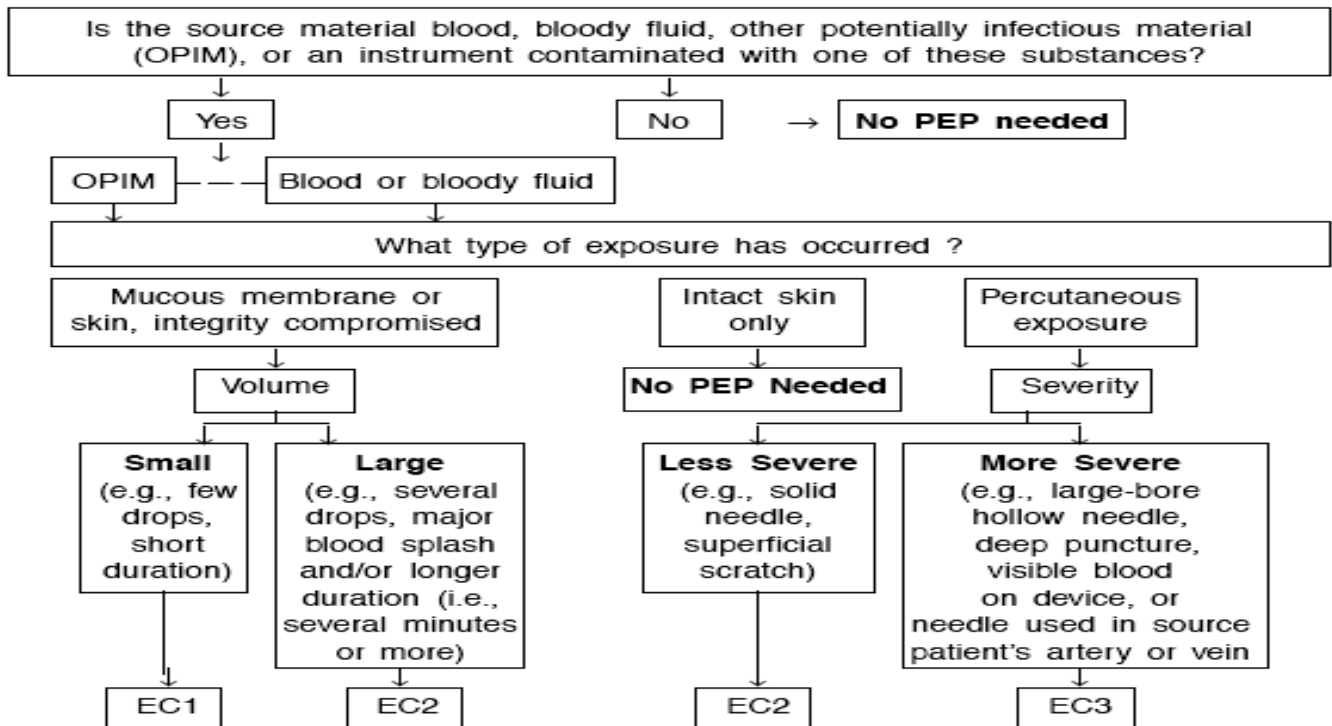 Is the source material blood, bloody fluid, other potentially infectious material
(OPIM), or an instrument contaminated with one of these substances?
Yes
No
→ No PEP needed
OPIM
Blood or bloody fluid
What type of exposure has occurred ?
Mucous membrane or
skin, integrity compromised
Intact skin
only
Percutaneous
exposure
Volume
No PEP Needed
Severity
Small
(e.g., few
drops,
short
duration)
Large
(e.g., several
drops, major
blood splash
and/or longer
duration (i.e.,
several minutes
or more)
Less Severe
(e.g., solid
needle,
superficial
scratch)
More Severe
(e.g., large-bore
hollow needle,
deep puncture,
visible blood
on device, or
needle used in source
patient's artery or vein
EC1
EC2
EC2
EC3